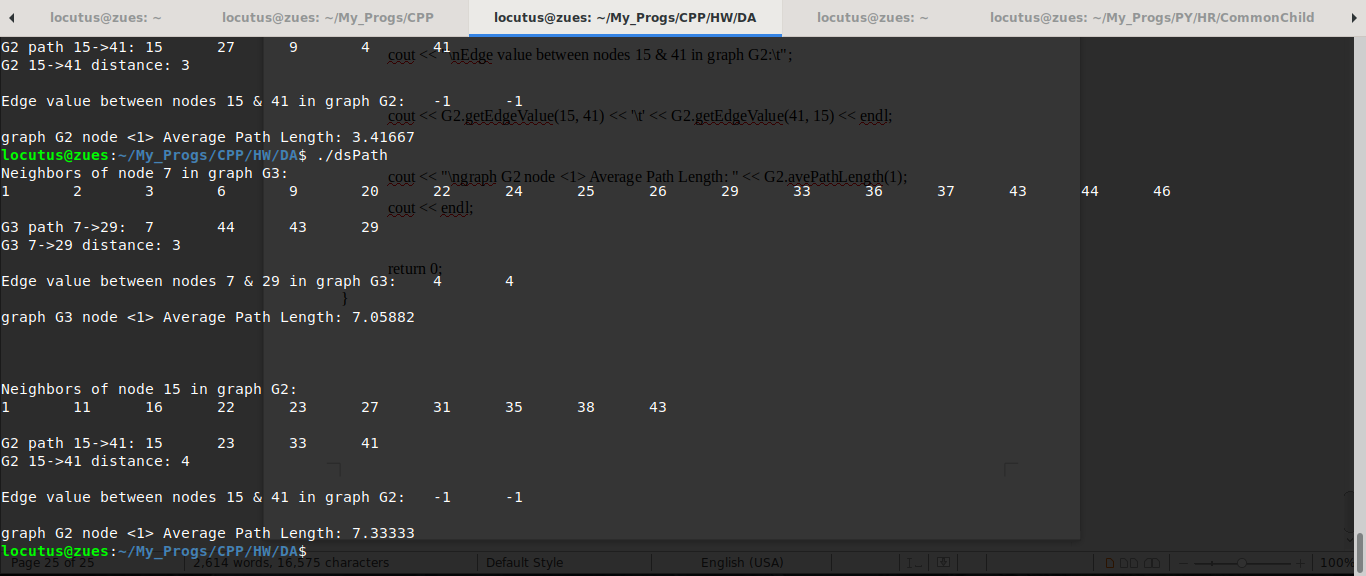 locutus@zues: ~ locutus@zues: ~/My_Progs/CPP locutus@zues: ~/My_Progs/CPP/HW/DA locutus@zues: ~ locutus@zues: ~/My_Progs/PY/HR/CommonChild
G2 path 15->41: 15 27 9 4 41
cout << "\nEdge value between nodes 15 & 41 in graph G2:\t";
G2 15->41 distance: 3
Edge value between nodes 15 & 41 in graph G2: -1 -1
cout << G2.getEdgeValue(15, 41) << '\t' << G2.getEdgeValue(41, 15) << endl;
graph G2 node <1> Average Path Length: 3.41667
locutus@zues:~/My_Progs/CPP/HW/DA$ ./dsPath
Neighbors of node 7 in graph G3:
cout << "\ngraph G2 node <1> Average Path Length: " << G2.avePathLength(1);
1 2 3 6 9 20 22 24 25 26 29 33 36 37 43 44 46
cout << endl;
G3 path 7->29: 7 44 43 29
G3 7->29 distance: 3
return 0;
Edge value between nodes 7 & 29 in graph G3: 4 4
}
graph G3 node <1> Average Path Length: 7.05882
Neighbors of node 15 in graph G2:
1 11 16 22 23 27 31 35 38 43
G2 path 15->41: 15 23 33 41
G2 15->41 distance: 4
Edge value between nodes 15 & 41 in graph G2: -1 -1
graph G2 node <1> Average Path Length: 7.33333
locutus@zues:~/My_Progs/CPP/HW/DA$
Page 25 of 25 2,614 words, 16,575 characters Default Style English (USA) 100%